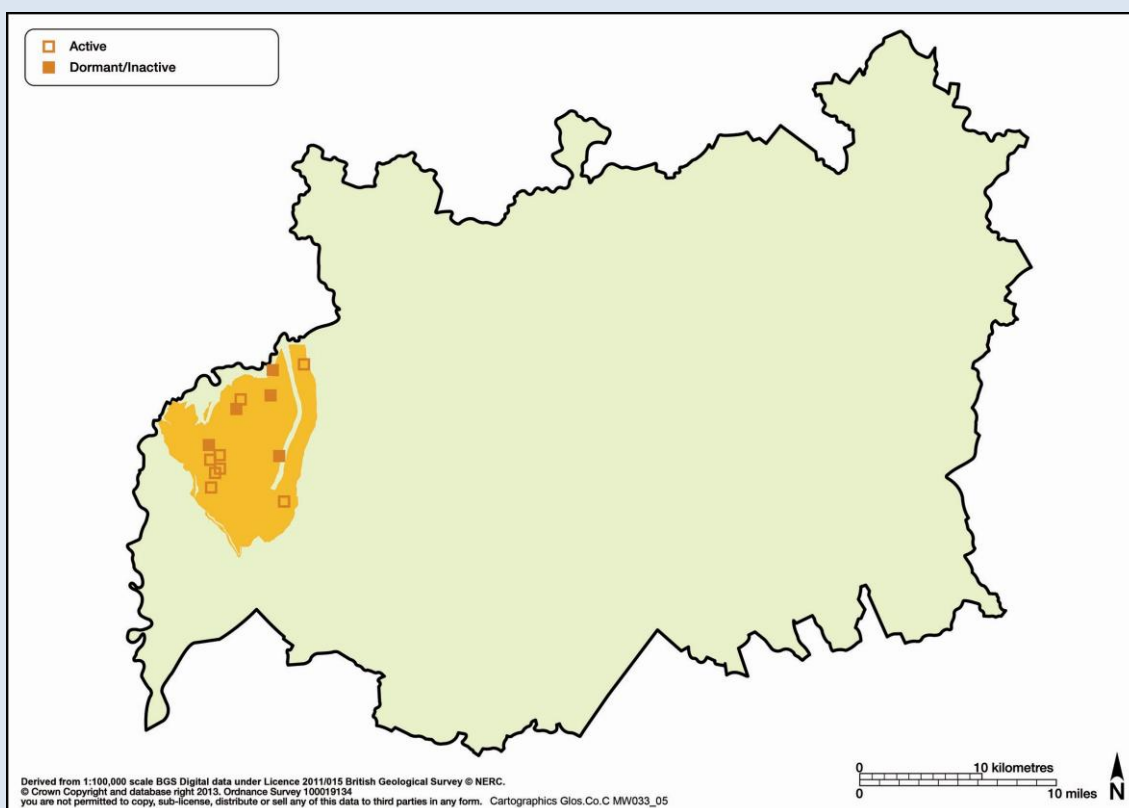 Active
Dormant/Inactive
Derived from 1:100,000 scale BGS Digital data under Licence 2011/015 British Geological Survey © NERC.
© Crown Copyright and database right 2013. Ordnance Survey 100019134
you are not permitted to copy, sub-license, distribute or sell any of this data to third parties in any form. Cartographics Glos.Co.C MW033_05
0 10 kilometres
0 10 miles
N